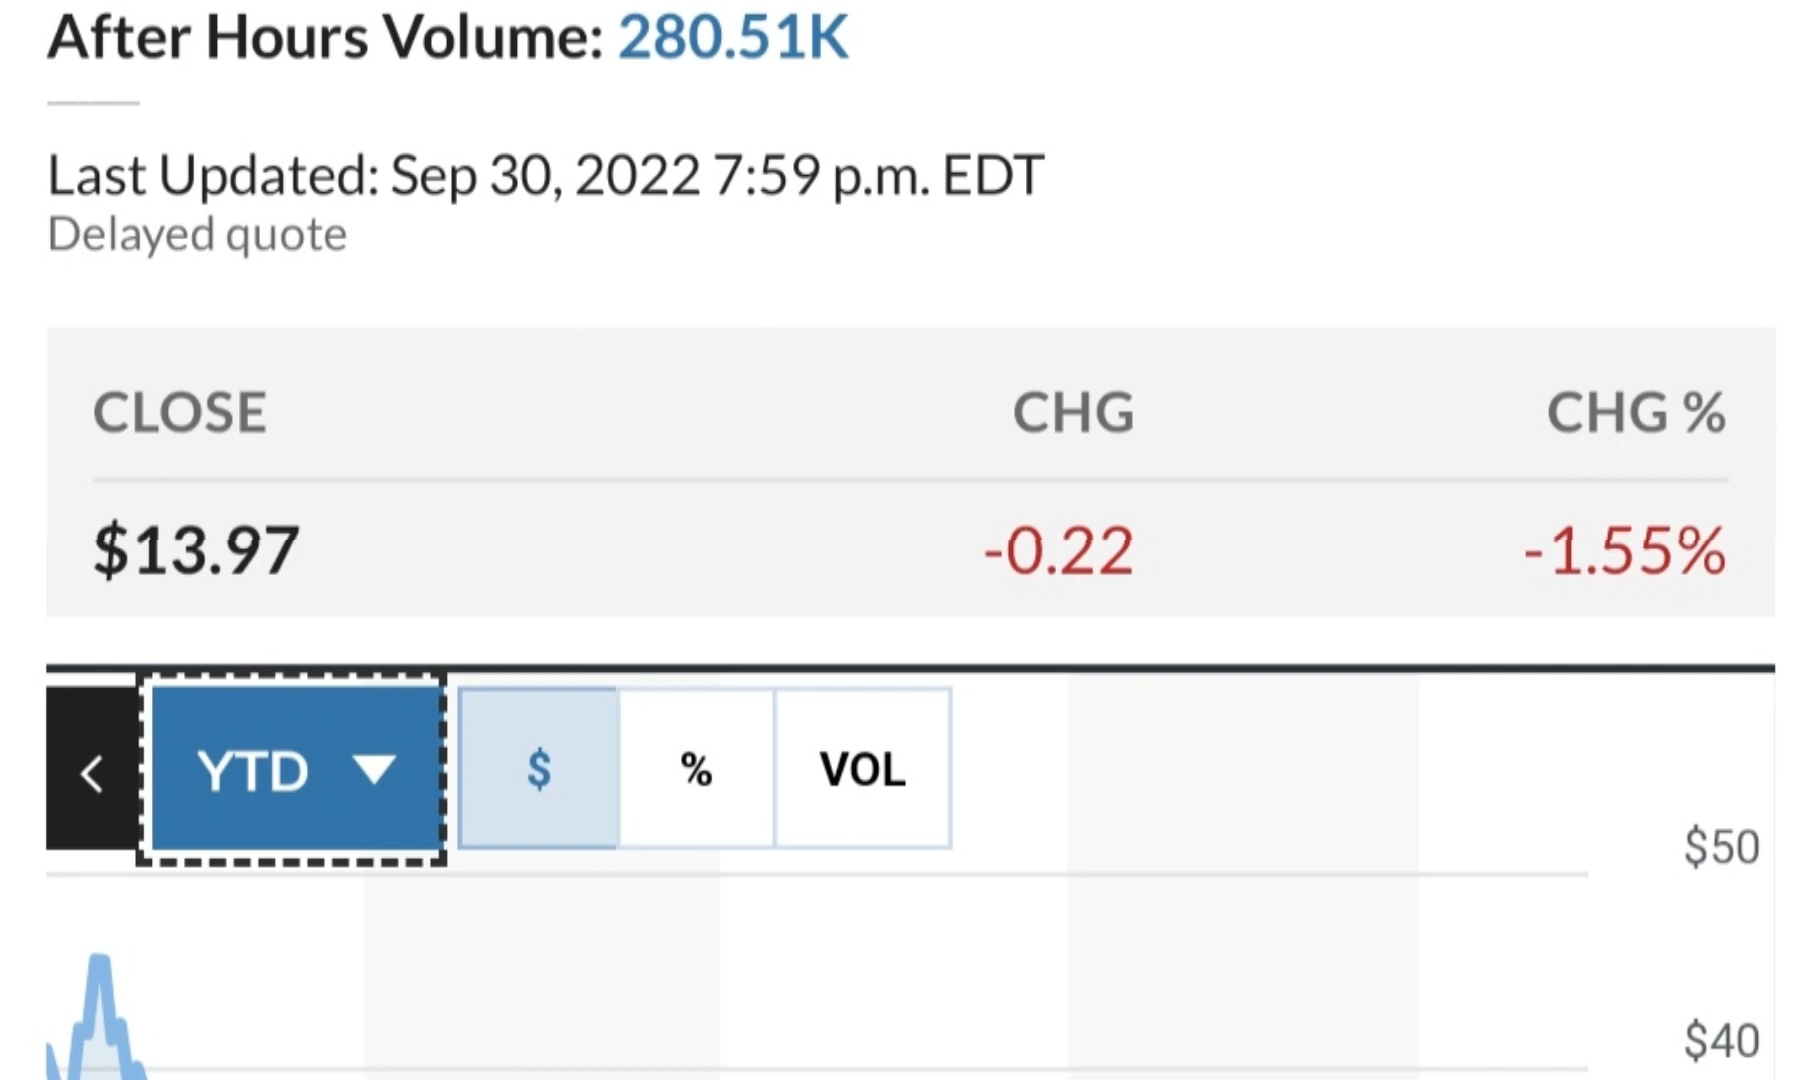 After Hours Volume: 280.51K
Last Updated: Sep 30, 2022 7:59 p.m. EDT
Delayed quote
CLOSE CHG CHG %
$13.97 -0.22 -1.55%
< YTD ▼ $ % VOL
$50
$40